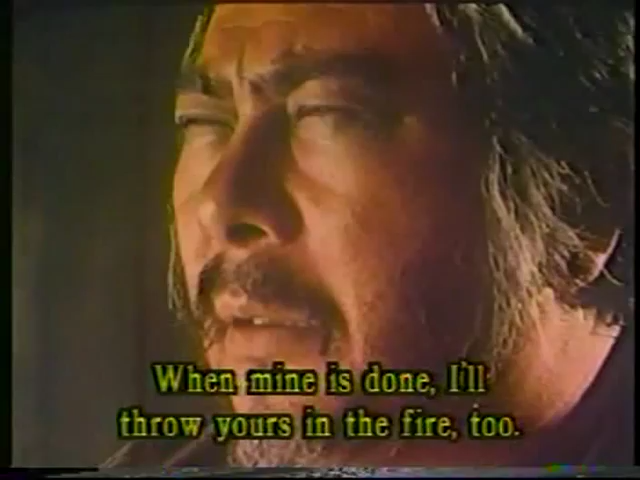 When mine is done, I'll
throw yours in the fire, too.